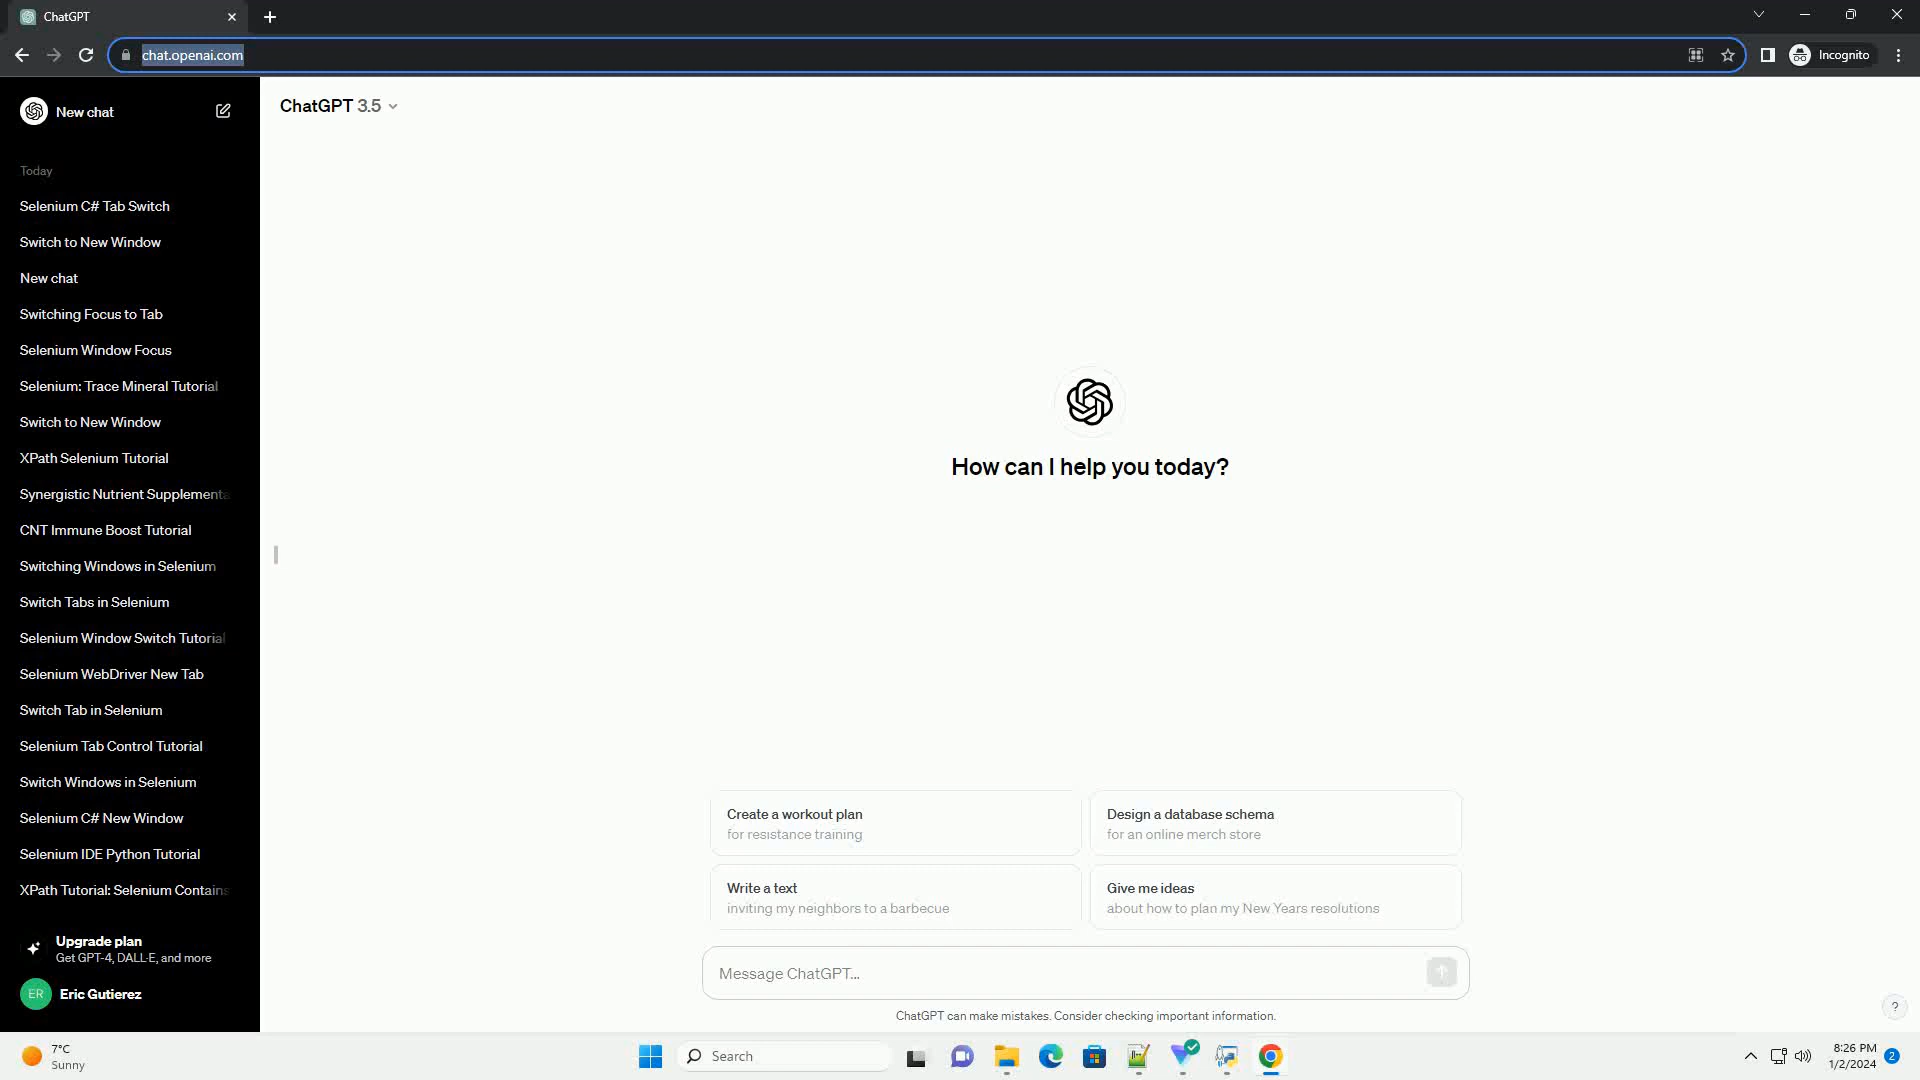 ChatGPT
chat.openai.com
Incognito
New chat
ChatGPT 3.5
Today
Selenium C# Tab Switch
Switch to New Window
New chat
Switching Focus to Tab
Selenium Window Focus
Selenium: Trace Mineral Tutorial
Switch to New Window
XPath Selenium Tutorial
Synergistic Nutrient Supplementa
CNT Immune Boost Tutorial
Switching Windows in Selenium
Switch Tabs in Selenium
Selenium Window Switch Tutorial
Selenium WebDriver New Tab
Switch Tab in Selenium
Selenium Tab Control Tutorial
Switch Windows in Selenium
Selenium C# New Window
Selenium IDE Python Tutorial
XPath Tutorial: Selenium Contains
Upgrade plan
Get GPT-4, DALL·E, and more
ER
Eric Gutierez
How can I help you today?
Create a workout plan
for resistance training
Design a database schema
for an online merch store
Write a text
inviting my neighbors to a barbecue
Give me ideas
about how to plan my New Years resolutions
Message ChatGPT...
ChatGPT can make mistakes. Consider checking important information.
?
7°C
Sunny
Search
8:26 PM
1/2/2024
2